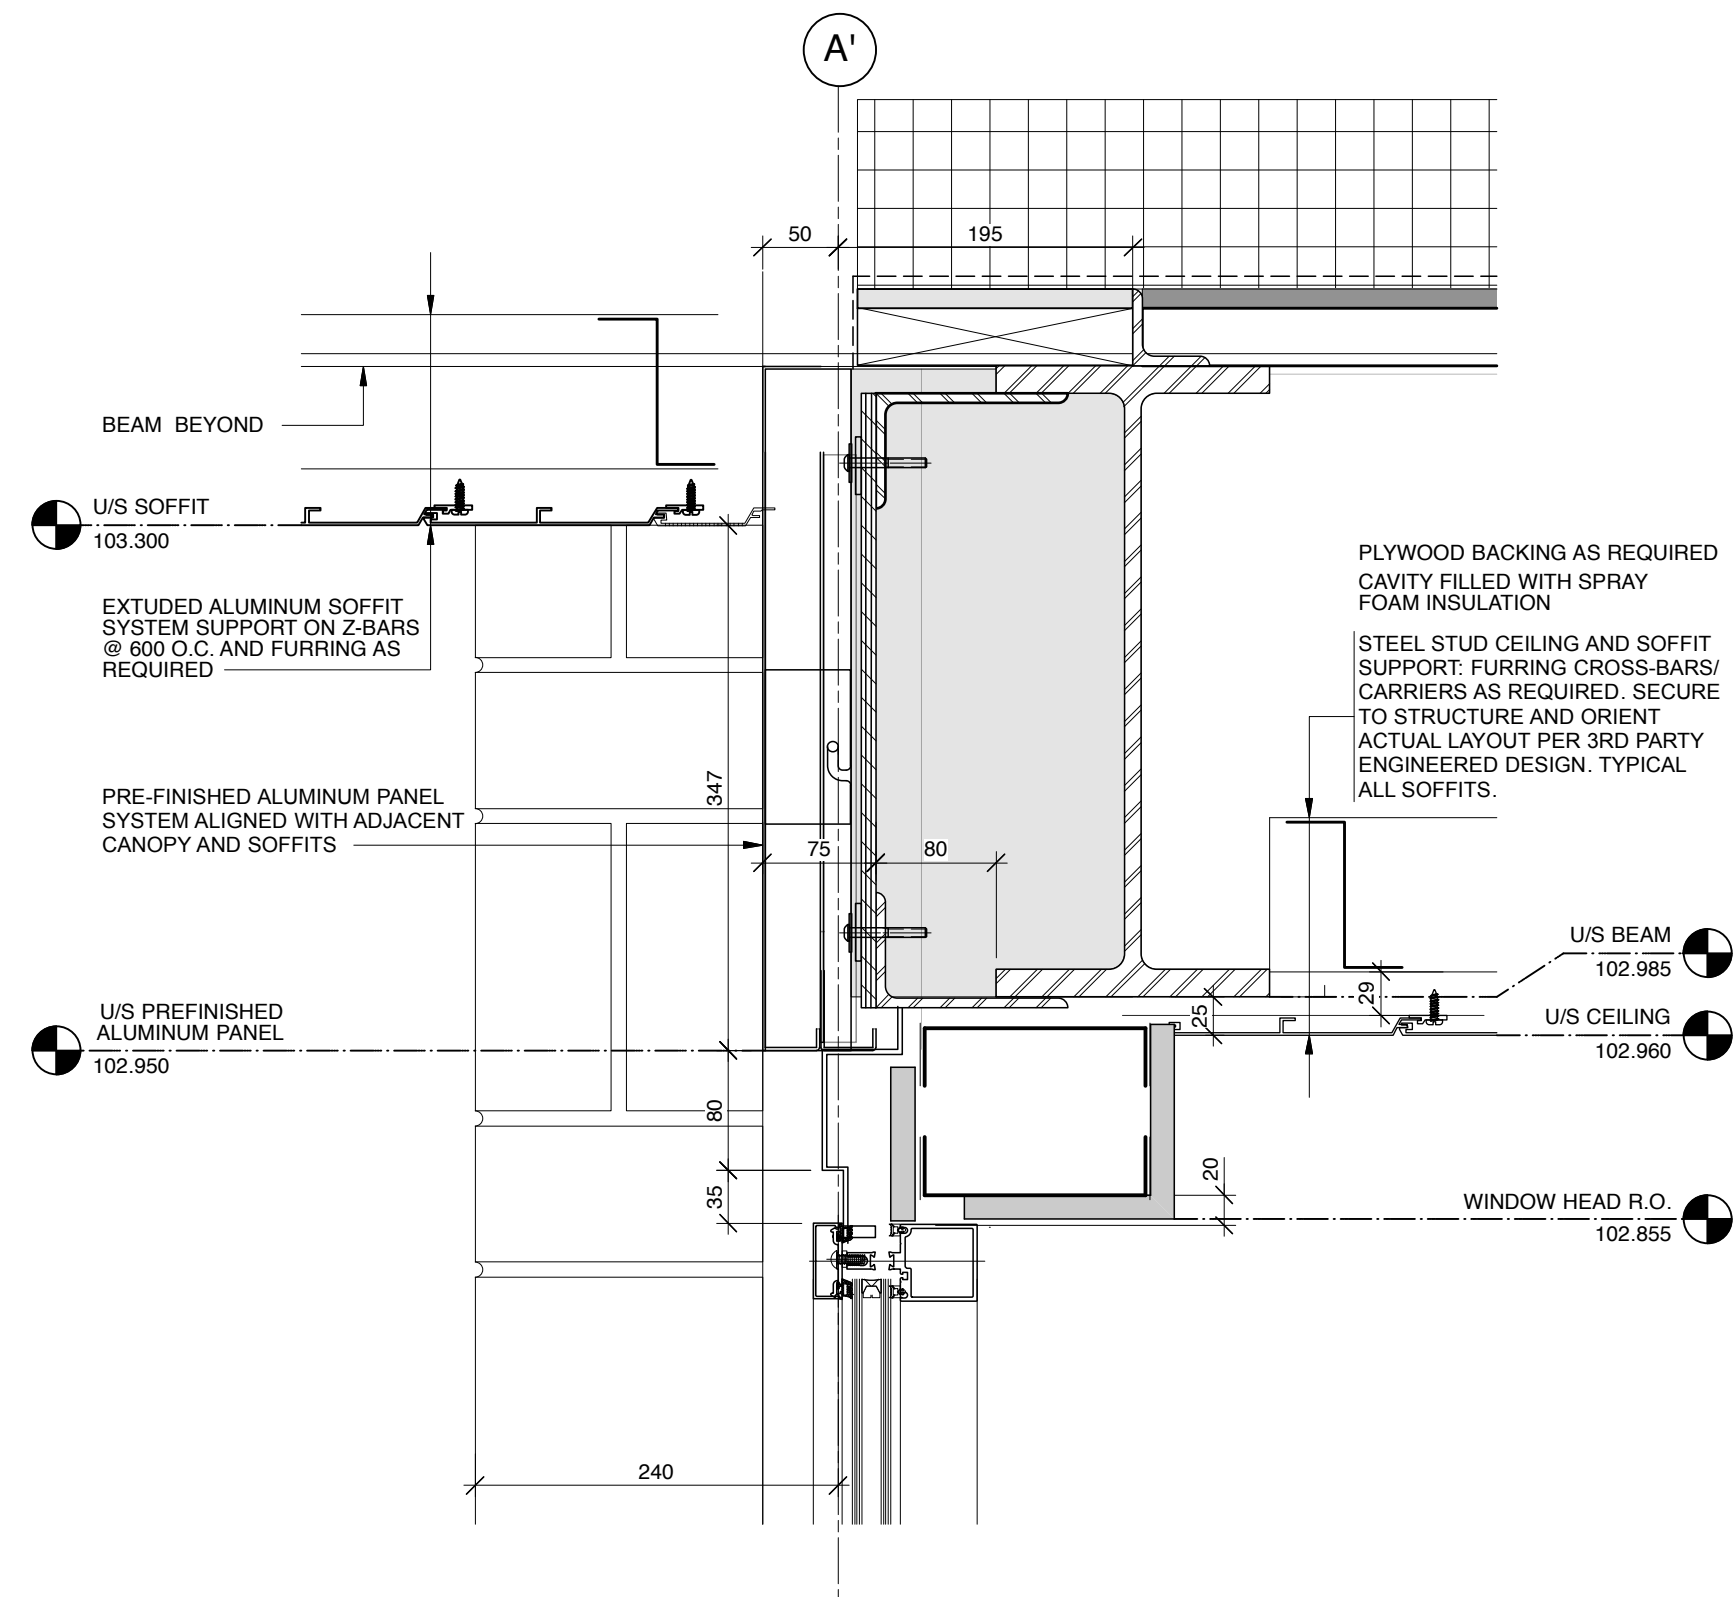 A'
50
195
BEAM BEYOND
U/S SOFFIT
103.300
EXTUDED ALUMINUM SOFFIT
SYSTEM SUPPORT ON Z-BARS
@ 600 O.C. AND FURRING AS
REQUIRED
PLYWOOD BACKING AS REQUIRED
CAVITY FILLED WITH SPRAY
FOAM INSULATION
STEEL STUD CEILING AND SOFFIT
SUPPORT: FURRING CROSS-BARS/
CARRIERS AS REQUIRED. SECURE
TO STRUCTURE AND ORIENT
ACTUAL LAYOUT PER 3RD PARTY
ENGINEERED DESIGN. TYPICAL
ALL SOFFITS.
347
PRE-FINISHED ALUMINUM PANEL
SYSTEM ALIGNED WITH ADJACENT
CANOPY AND SOFFITS
75
80
U/S BEAM
102.985
29
25
U/S PREFINISHED
ALUMINUM PANEL
102.950
U/S CEILING
102.960
80
35
20
WINDOW HEAD R.O.
102.855
240